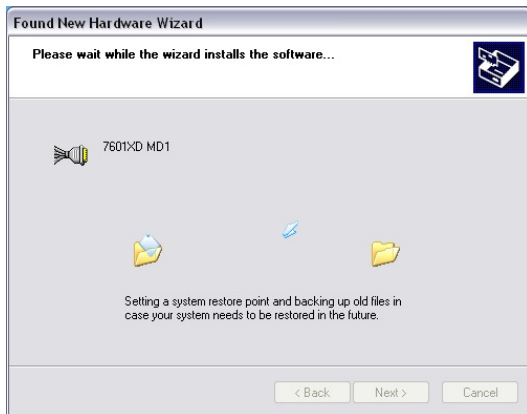 Found New Hardware Wizard
Please wait while the wizard installs the software...
7601XD MD1
Setting a system restore point and backing up old files in
case your system needs to be restored in the future.
< Back Next > Cancel